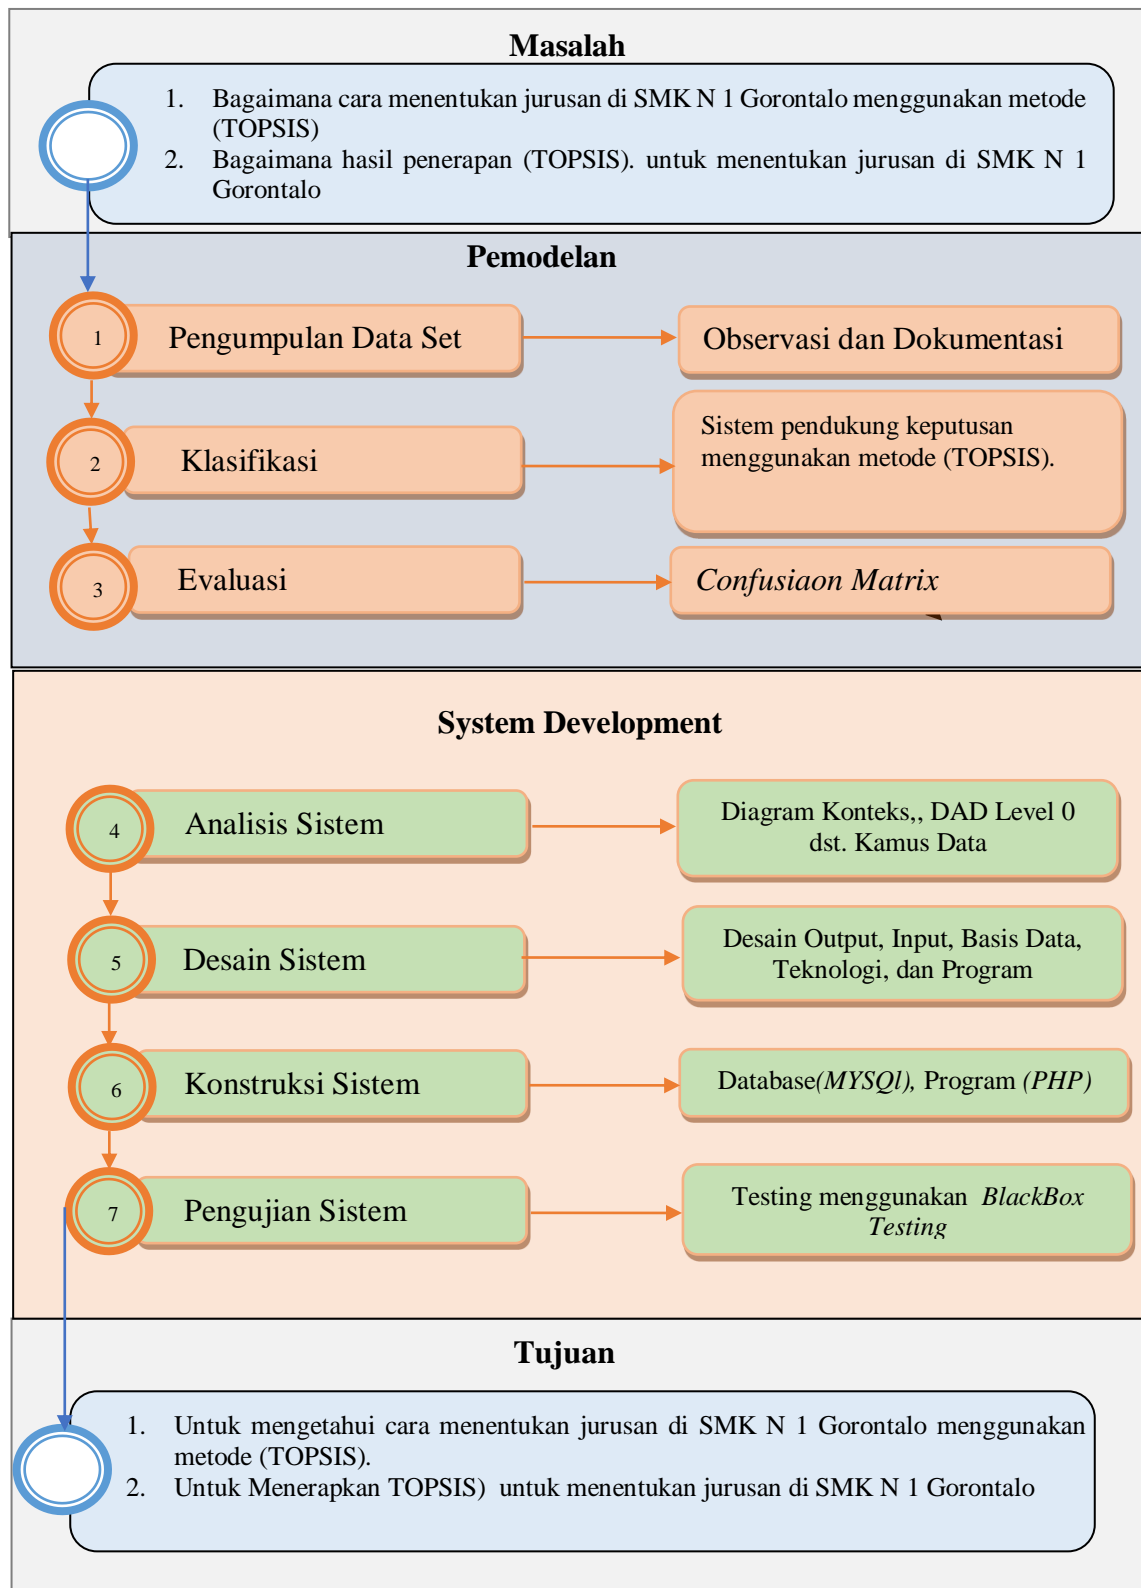 Masalah
1. Bagaimana cara menentukan jurusan di SMK N 1 Gorontalo menggunakan metode
(TOPSIS)
2. Bagaimana hasil penerapan (TOPSIS). untuk menentukan jurusan di SMK N 1
Gorontalo
Pemodelan
1
Pengumpulan Data Set
Observasi dan Dokumentasi
2
Klasifikasi
Sistem pendukung keputusan
menggunakan metode (TOPSIS).
3
Evaluasi
Confusiaon Matrix
System Development
4
Analisis Sistem
Diagram Konteks,, DAD Level 0
dst. Kamus Data
5
Desain Sistem
Desain Output, Input, Basis Data,
Teknologi, dan Program
6
Konstruksi Sistem
Database(MYSQl), Program (PHP)
7
Pengujian Sistem
Testing menggunakan BlackBox
Testing
Tujuan
1. Untuk mengetahui cara menentukan jurusan di SMK N 1 Gorontalo menggunakan
metode (TOPSIS).
2. Untuk Menerapkan TOPSIS) untuk menentukan jurusan di SMK N 1 Gorontalo